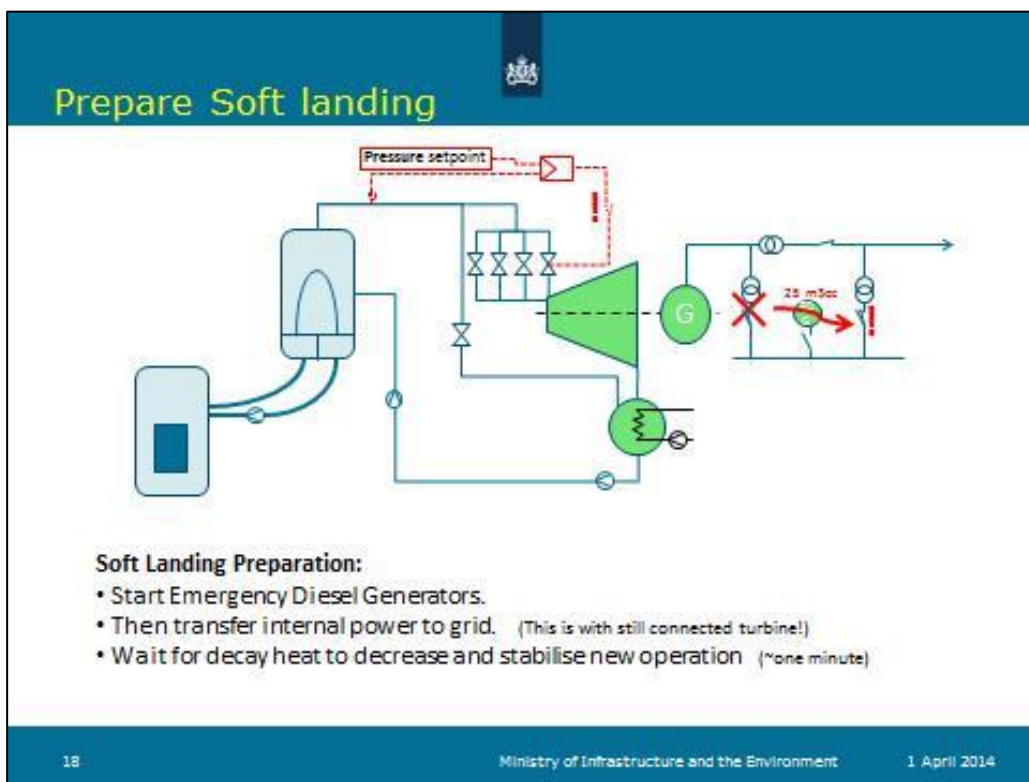 Prepare Soft landing
Pressure setpoint
!
G
25 mSec
!
Soft Landing Preparation:
• Start Emergency Diesel Generators.
• Then transfer internal power to grid. (This is with still connected turbine!)
• Wait for decay heat to decrease and stabilise new operation (~one minute)
18 Ministry of Infrastructure and the Environment 1 April 2014